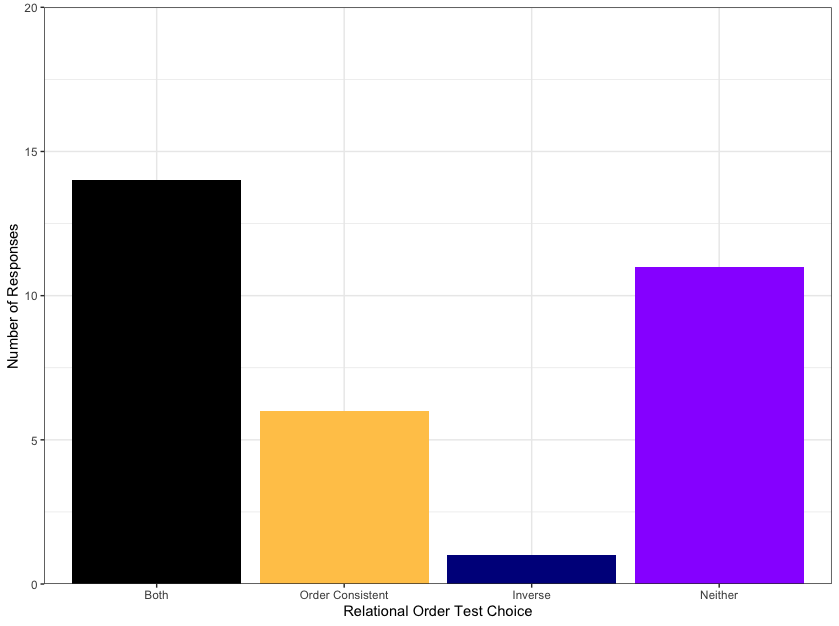 20
15
10
5
0
Number of Responses
Both
Order Consistent
Inverse
Neither
Relational Order Test Choice